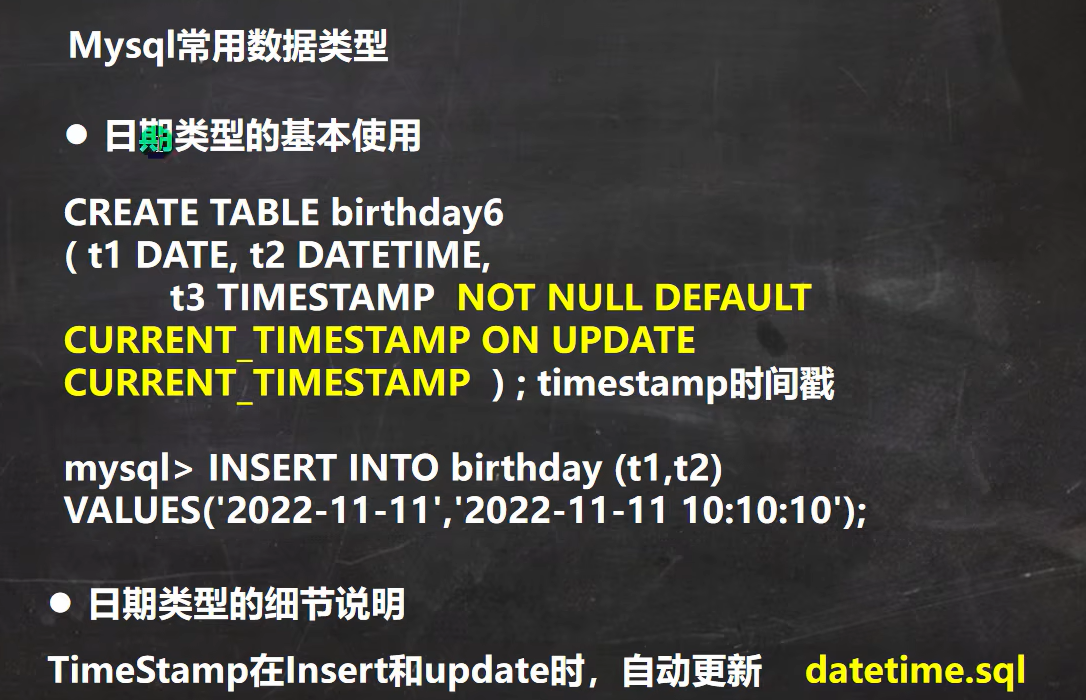 Mysql常用数据类型
● 日期类型的基本使用
CREATE TABLE birthday6
( t1 DATE, t2 DATETIME,
t3 TIMESTAMP NOT NULL DEFAULT
CURRENT_TIMESTAMP ON UPDATE
CURRENT_TIMESTAMP ) ; timestamp时间戳
mysql> INSERT INTO birthday (t1,t2)
VALUES('2022-11-11','2022-11-11 10:10:10');
● 日期类型的细节说明
TimeStamp在Insert和update时，自动更新 datetime.sql